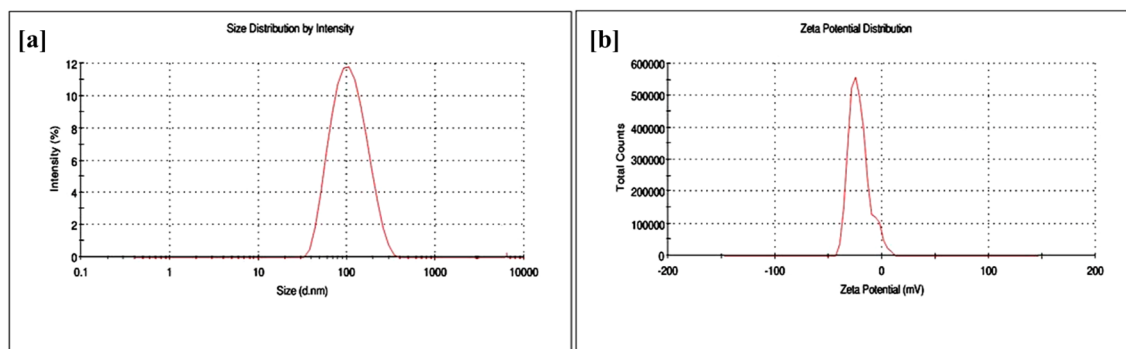 [a]
Size Distribution by Intensity
12
10
8
6
4
2
0
Intensity (%)
0.1 1 10 100 1000 10000
Size (d.nm)
[b]
Zeta Potential Distribution
600000
500000
400000
300000
200000
100000
0
Total Counts
-200 -100 0 100 200
Zeta Potential (mV)